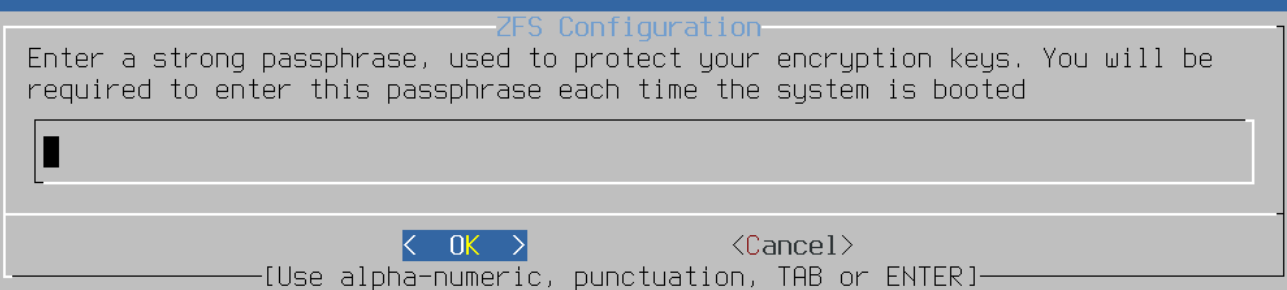 ZFS Configuration
Enter a strong passphrase, used to protect your encryption keys. You will be
required to enter this passphrase each time the system is booted
< OK > <Cancel>
[Use alpha-numeric, punctuation, TAB or ENTER]